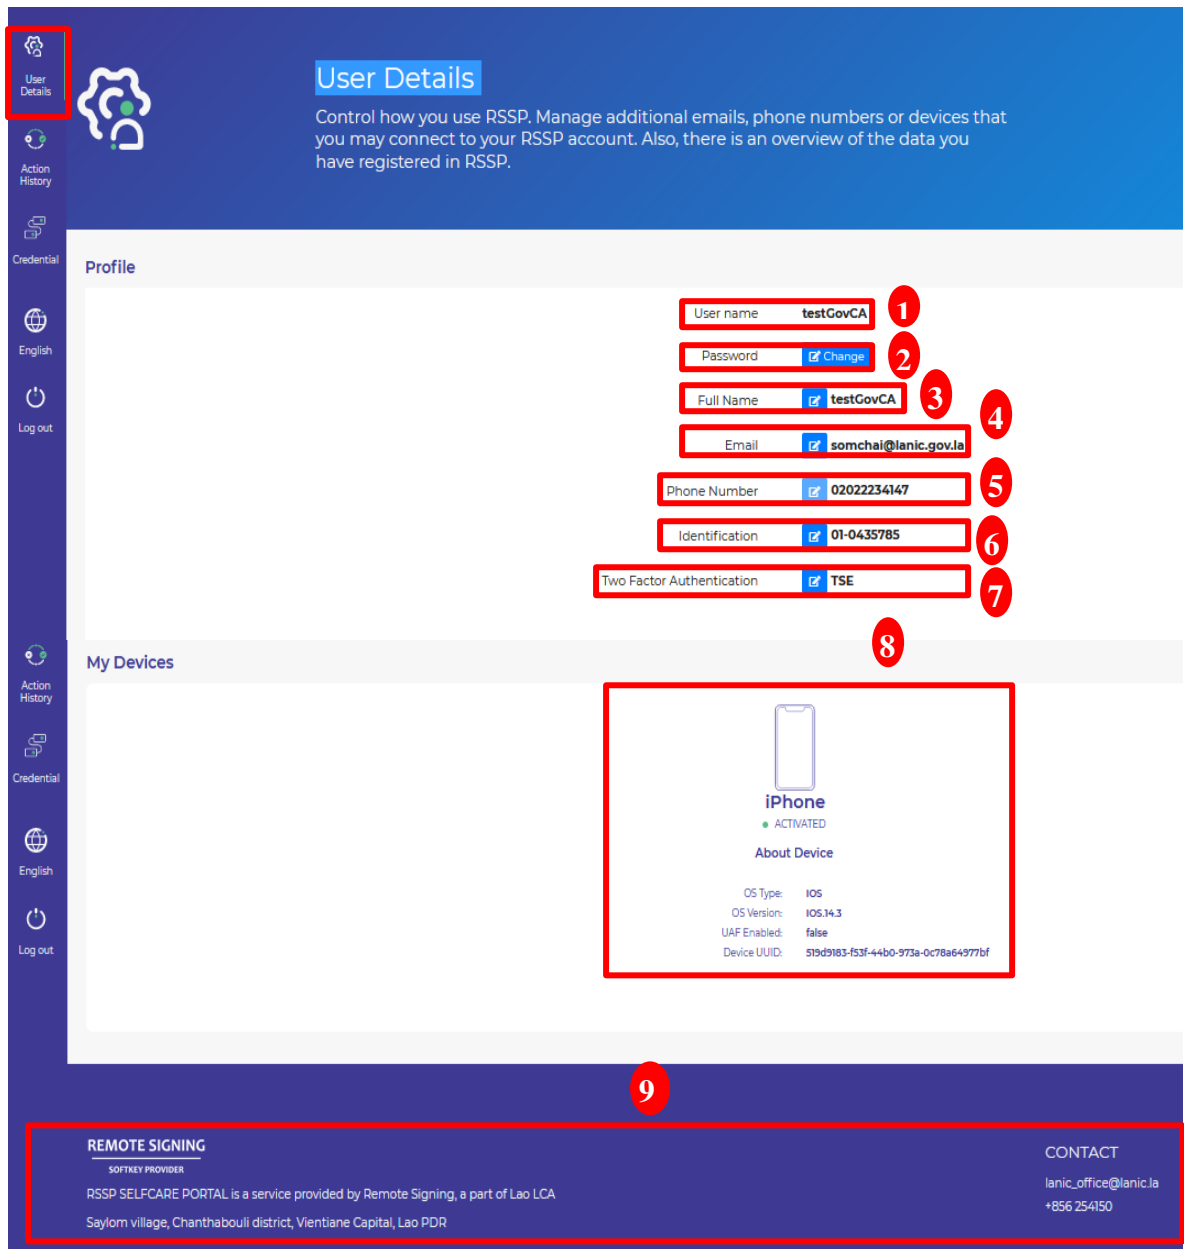 User
Details
Action
History
Credential
English
Log out
User Details
Control how you use RSSP. Manage additional emails, phone numbers or devices that
you may connect to your RSSP account. Also, there is an overview of the data you
have registered in RSSP.
Profile
User name testGovCA 1
Password Change 2
Full Name testGovCA 3
Email somchai@lanic.gov.la 4
Phone Number 02022234147 5
Identification 01-0435785 6
Two Factor Authentication TSE 7
8
Action
History
Credential
English
Log out
My Devices
iPhone
ACTIVATED
About Device
OS Type: IOS
OS Version: IOS.14.3
UAF Enabled: false
Device UUID: 519d9183-f53f-44b0-973a-0c78a64977bf
9
REMOTE SIGNING
SOFTKEY PROVIDER
RSSP SELFCARE PORTAL is a service provided by Remote Signing, a part of Lao LCA
Saylom village, Chanthabouli district, Vientiane Capital, Lao PDR
CONTACT
lanic_office@lanic.la
+856 254150